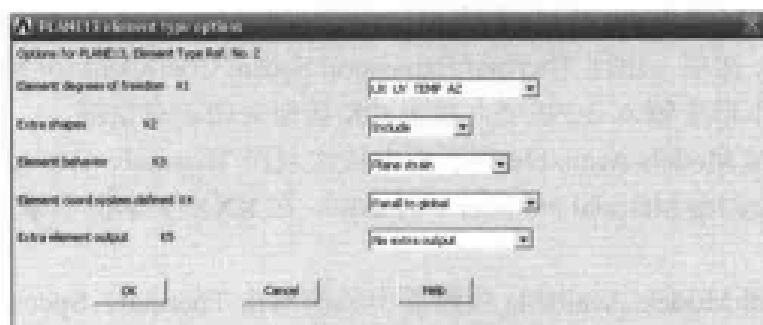 PLANE13 element type options
Options for PLANE13, Element Type Ref. No. 2
Element degrees of freedom K1 UX UY TEMP AZ
Extra shapes K2 Include
Element behavior K3 Plane strain
Element coord system defined K4 Parall to global
Extra element output K5 No extra output
OK Cancel Help